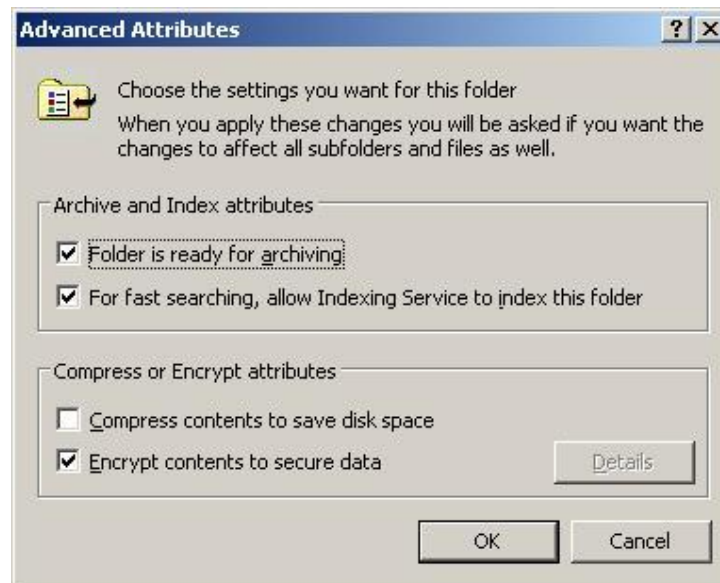 Advanced Attributes
Choose the settings you want for this folder
When you apply these changes you will be asked if you want the
changes to affect all subfolders and files as well.
Archive and Index attributes
Folder is ready for archiving
For fast searching, allow Indexing Service to index this folder
Compress or Encrypt attributes
Compress contents to save disk space
Encrypt contents to secure data
Details
OK Cancel